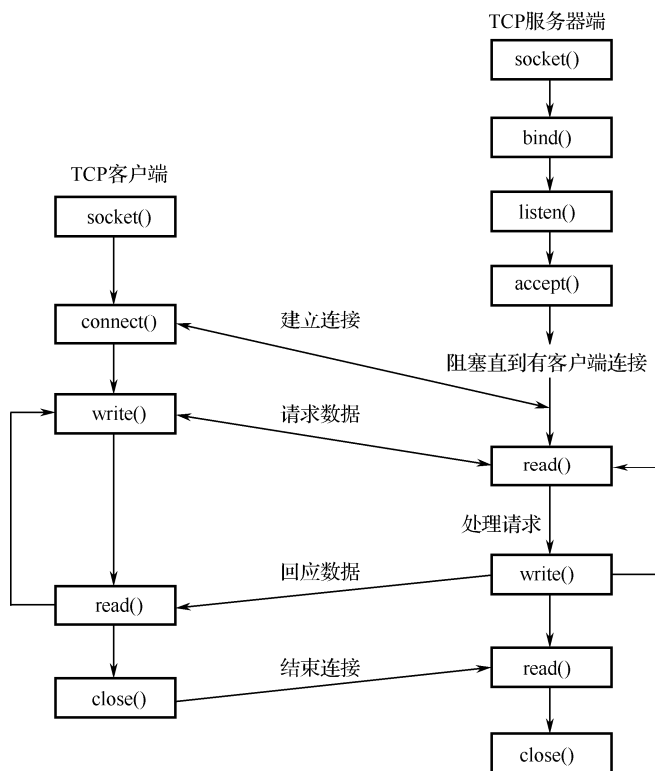 TCP服务器端
socket()
bind()
TCP客户端
socket()
listen()
accept()
connect()
建立连接
阻塞直到有客户端连接
write()
请求数据
read()
处理请求
回应数据
write()
read()
结束连接
read()
close()
close()